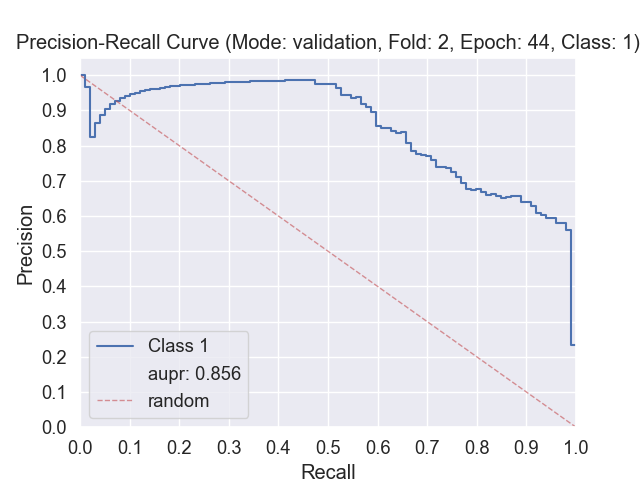 Precision-Recall Curve (Mode: validation, Fold: 2, Epoch: 44, Class: 1)
1.0
0.9
0.8
0.7
0.6
0.5
0.4
0.3
0.2
0.1
0.0
Precision
Class 1
aupr: 0.856
random
0.0 0.1 0.2 0.3 0.4 0.5 0.6 0.7 0.8 0.9 1.0
Recall